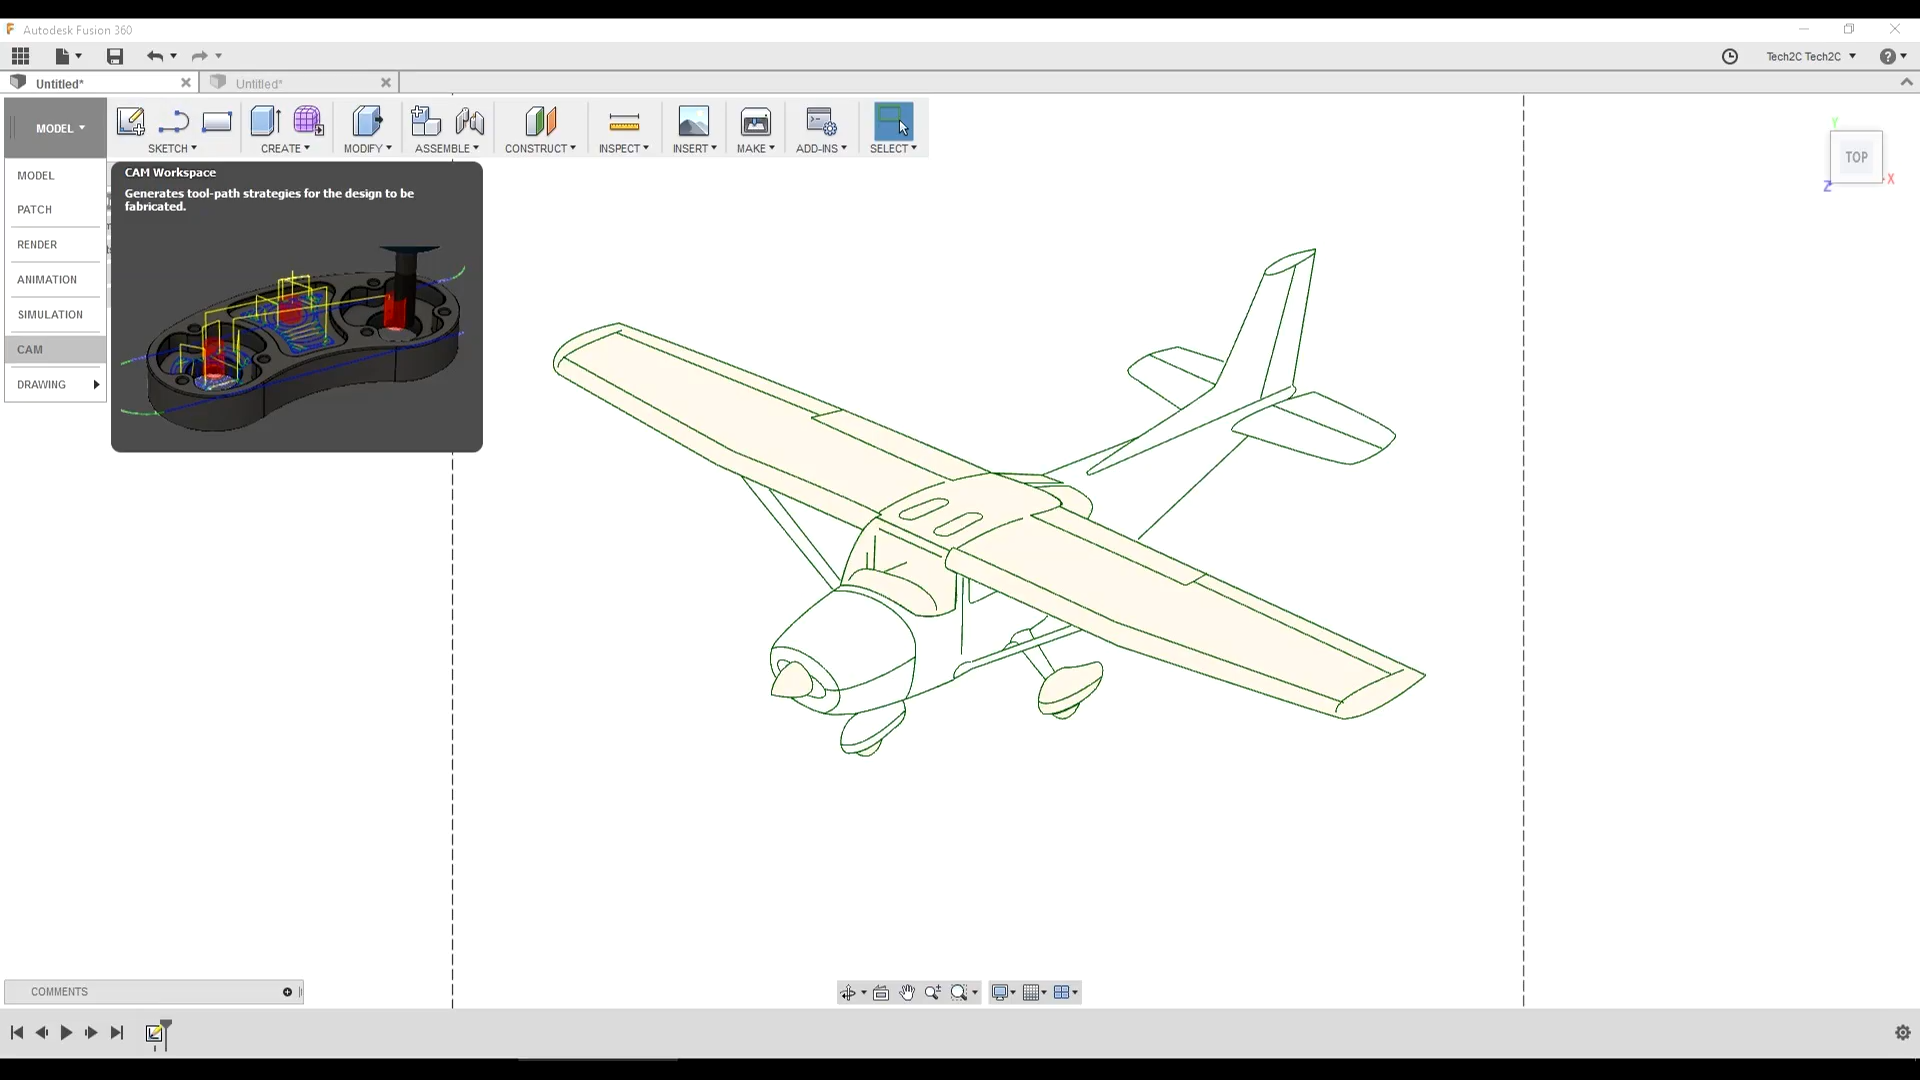 Autodesk Fusion 360
Tech2C Tech2C
Untitled*
Untitled*
MODEL
SKETCH
CREATE
MODIFY
ASSEMBLE
CONSTRUCT
INSPECT
INSERT
MAKE
ADD-INS
SELECT
MODEL
PATCH
RENDER
ANIMATION
SIMULATION
CAM
DRAWING
CAM Workspace
Generates tool-path strategies for the design to be
fabricated.
Y
TOP
X
Z
COMMENTS